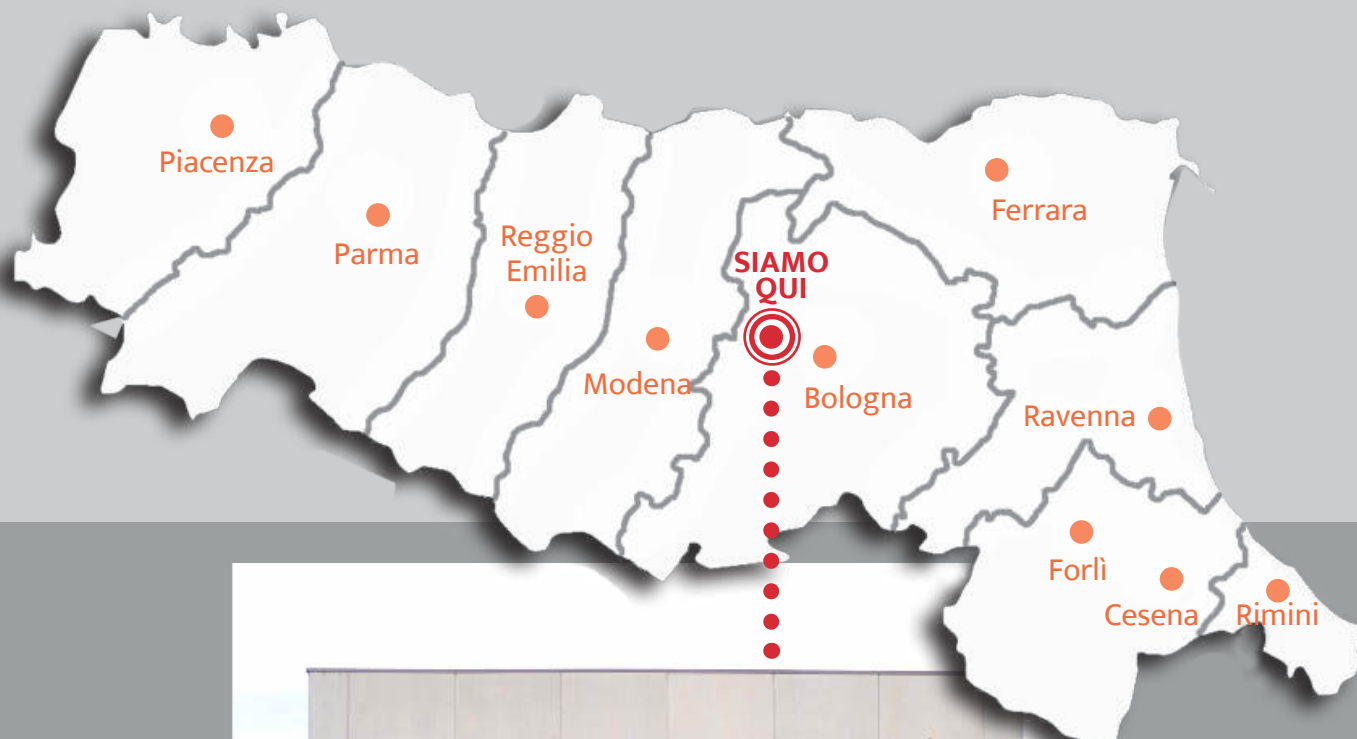 Piacenza
Parma
Reggio
Emilia
Modena
SIAMO
QUI
Bologna
Ferrara
Ravenna
Forlì
Cesena
Rimini